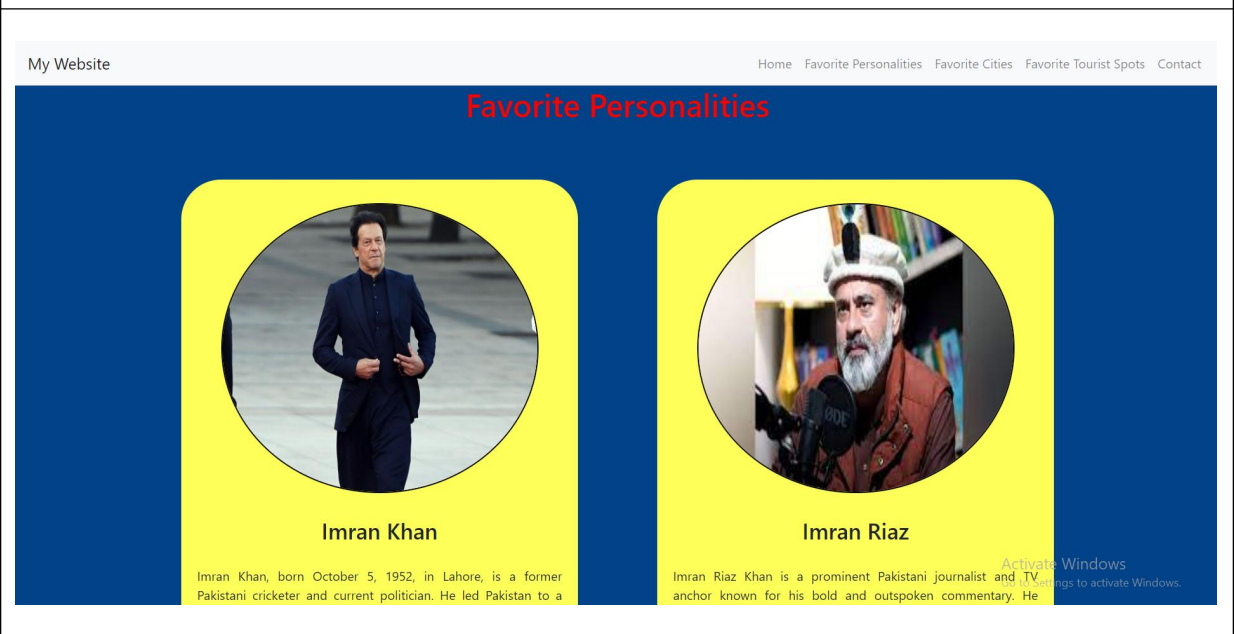 My Website
Home Favorite Personalities Favorite Cities Favorite Tourist Spots Contact
Favorite Personalities
Imran Khan
Imran Khan, born October 5, 1952, in Lahore, is a former
Pakistani cricketer and current politician. He led Pakistan to a
Imran Riaz
Imran Riaz Khan is a prominent Pakistani journalist and TV
anchor known for his bold and outspoken commentary. He
Activate Windows
Go to Settings to activate Windows.
RØDE